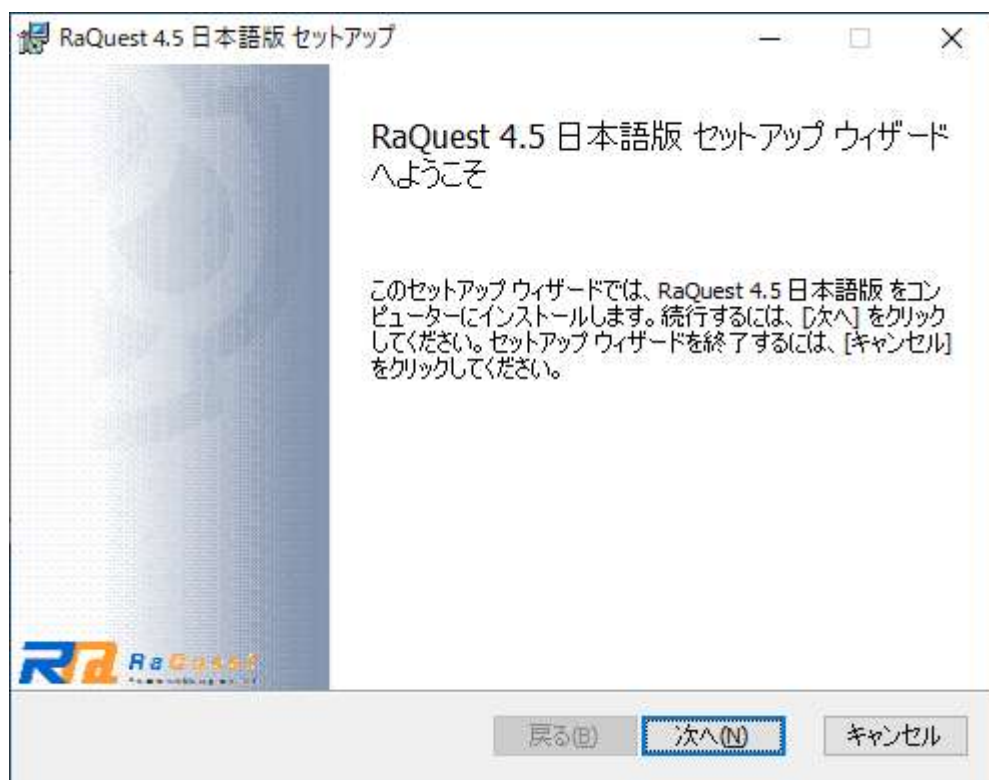 RaQuest 4.5 日本語版 セットアップ
RaQuest 4.5 日本語版 セットアップ ウィザード
へようこそ
このセットアップ ウィザードでは、RaQuest 4.5 日本語版 をコン
ピューターにインストールします。続行するには、[次へ] をクリック
してください。セットアップ ウィザードを終了するには、[キャンセル]
をクリックしてください。
Ra RaQuest
戻る(B) 次へ(N) キャンセル